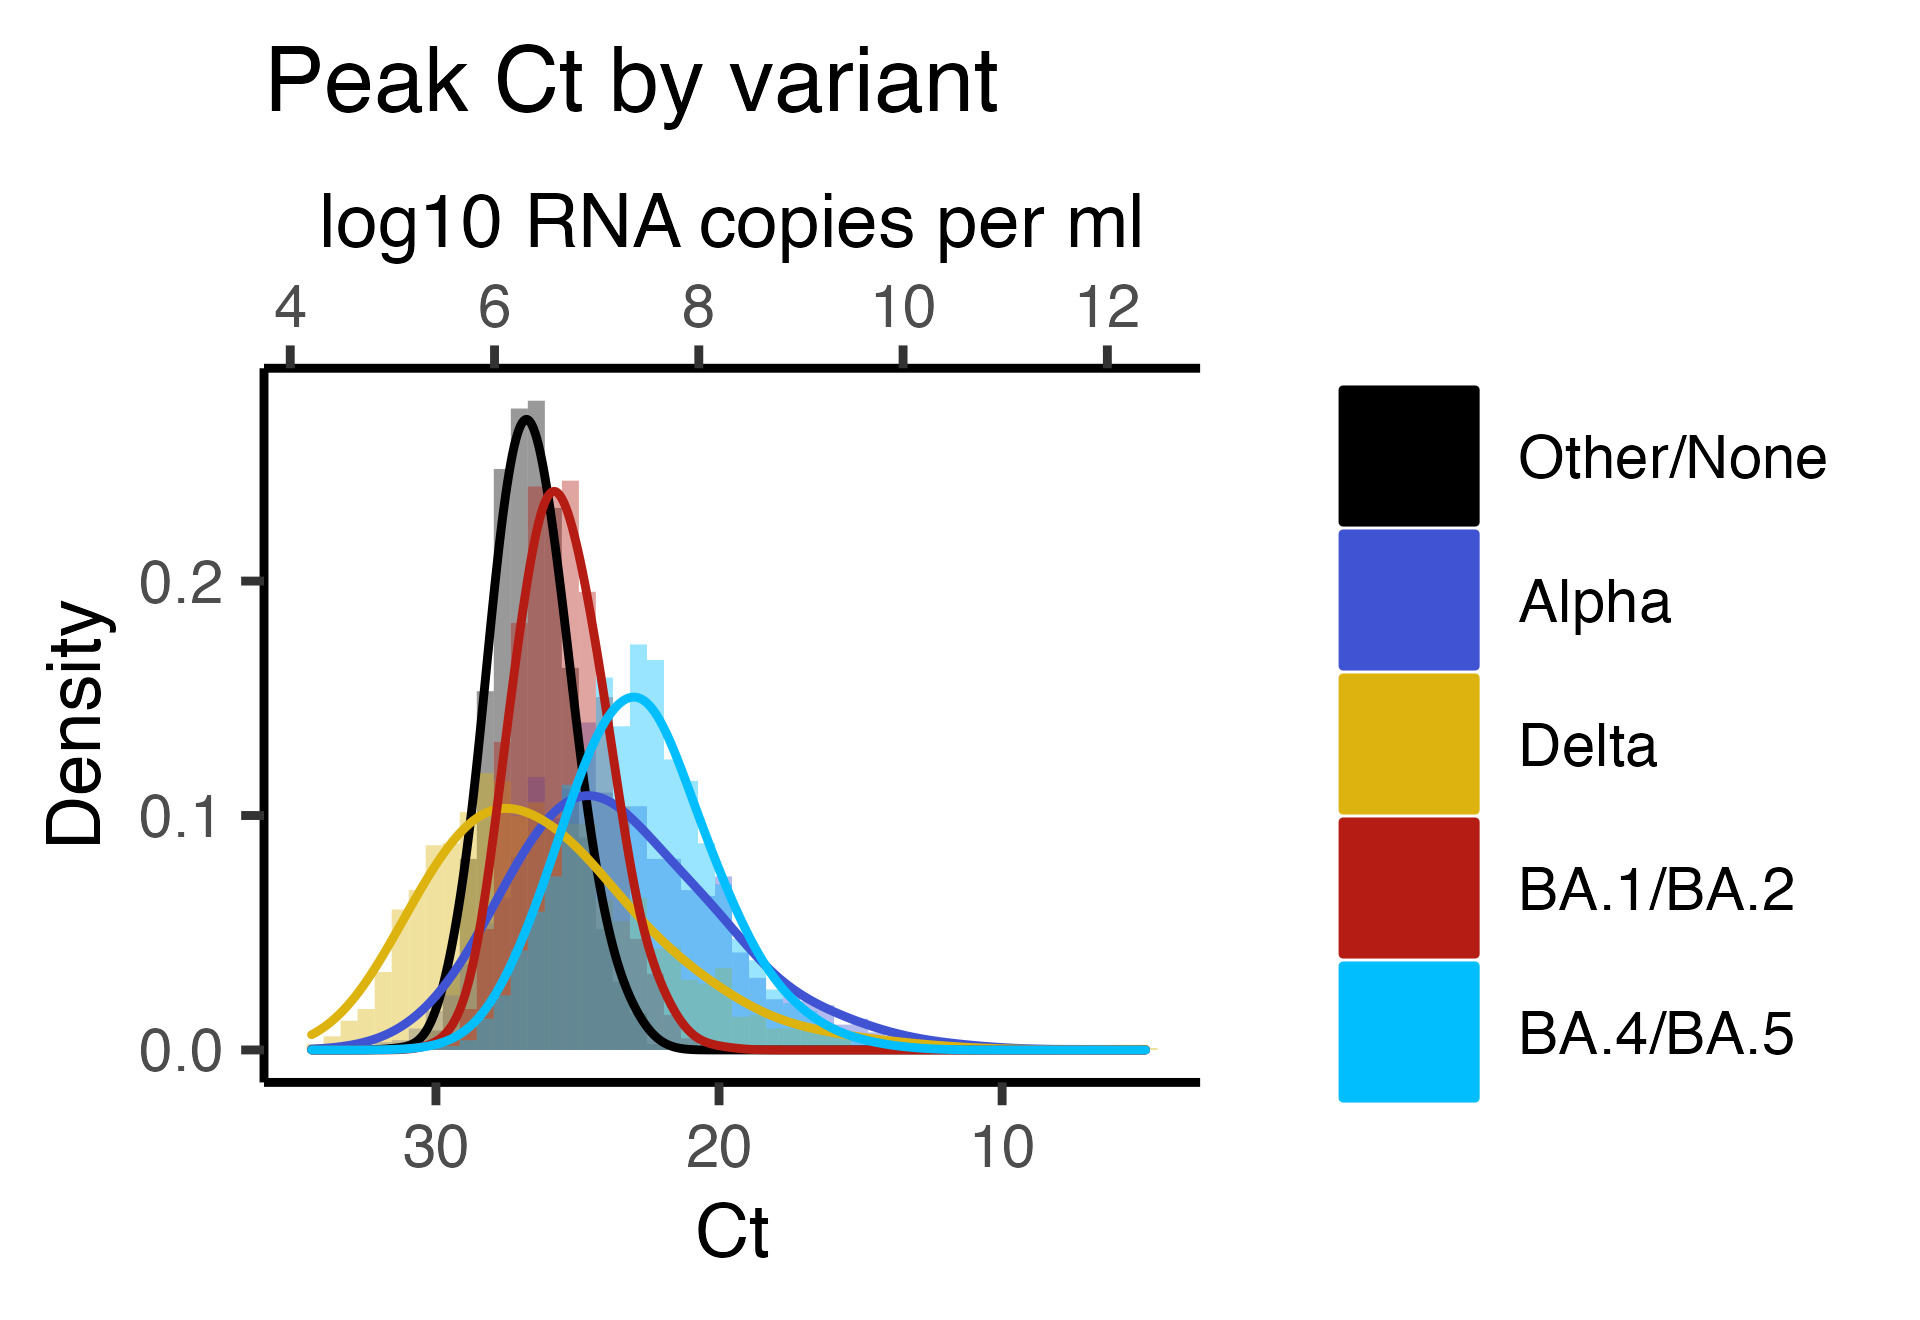 Peak Ct by variant
log10 RNA copies per ml
4 6 8 10 12
Density
0.2
0.1
0.0
30 20 10
Ct
Other/None
Alpha
Delta
BA.1/BA.2
BA.4/BA.5